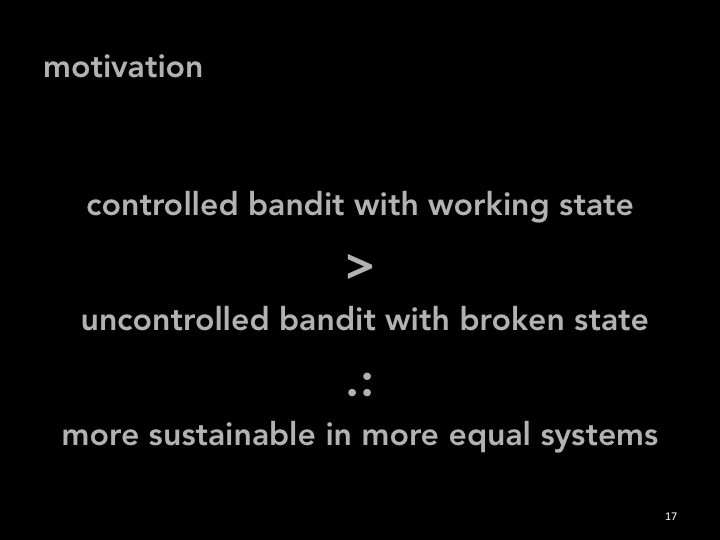 motivation
controlled bandit with working state
>
uncontrolled bandit with broken state
.:
more sustainable in more equal systems
17